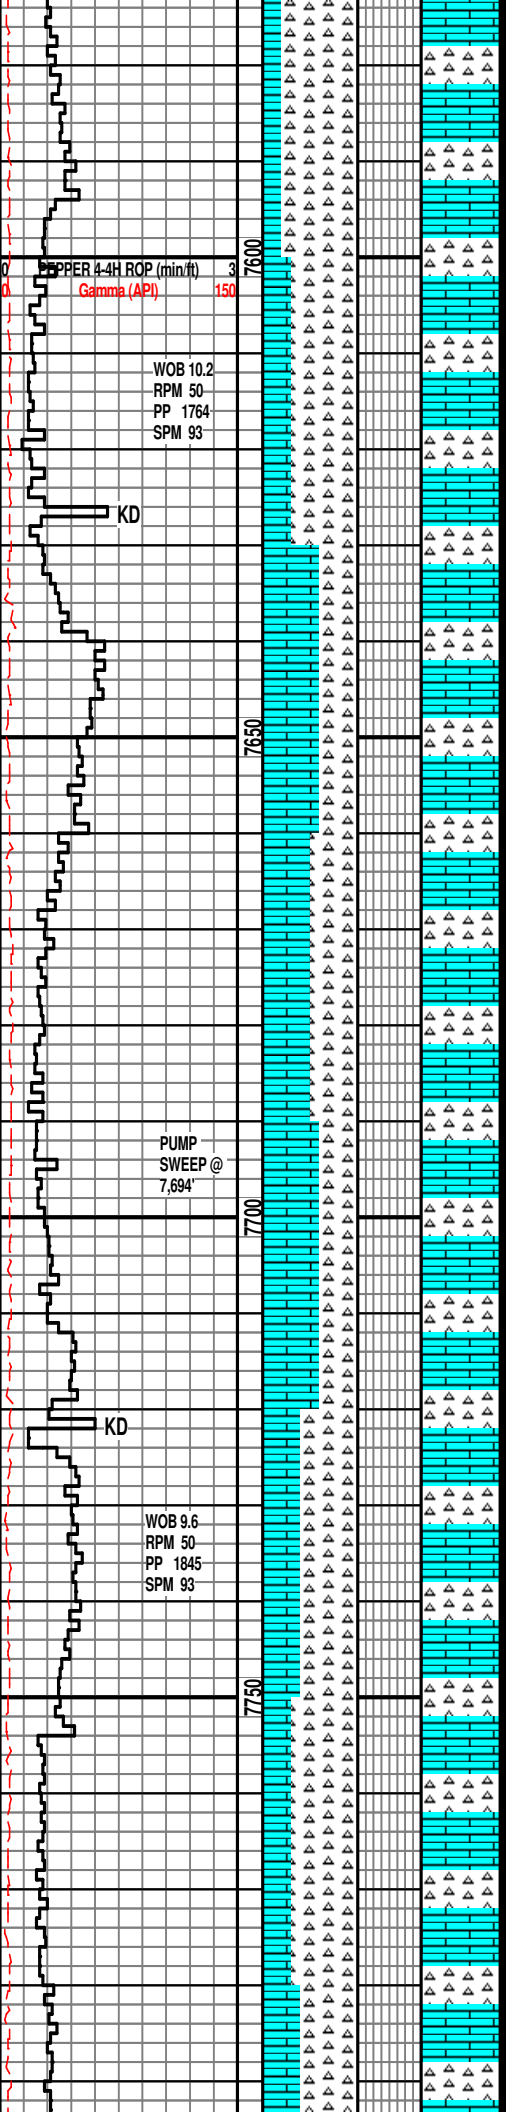 7600
0 PEPPER 4-4H ROP (min/ft) 3
0 Gamma (API) 150
WOB 10.2
RPM 50
PP 1764
SPM 93
KD
7650
PUMP
SWEEP @
7,694'
7700
KD
WOB 9.6
RPM 50
PP 1845
SPM 93
7750